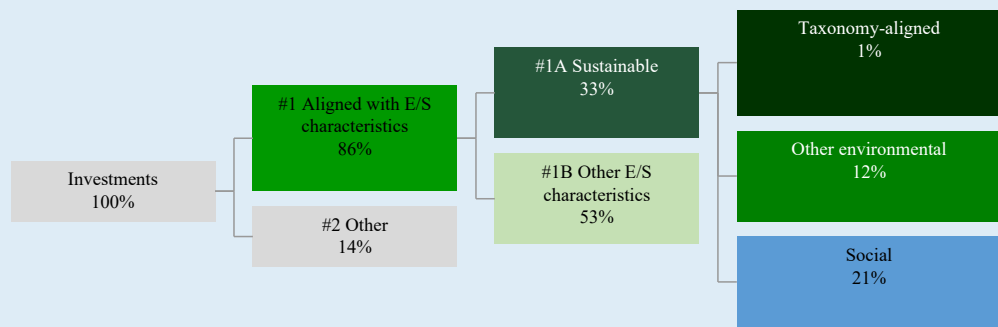 Investments
100%
#1 Aligned with E/S
characteristics
86%
#2 Other
14%
#1A Sustainable
33%
#1B Other E/S
characteristics
53%
Taxonomy-aligned
1%
Other environmental
12%
Social
21%